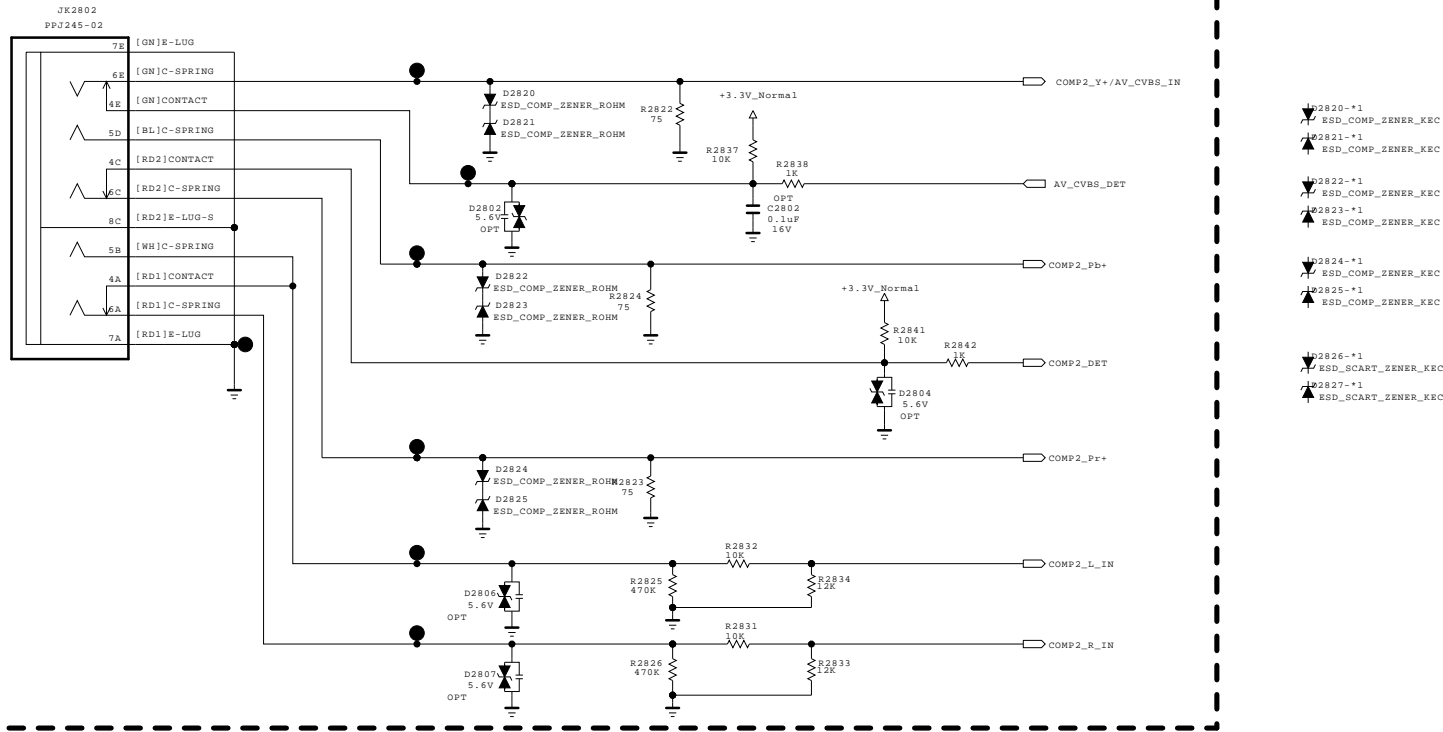 JK2802
PPJ245-02
7E [GN]E-LUG
6E [GN]C-SPRING
4E [GN]CONTACT
5D [BL]C-SPRING
4C [RD2]CONTACT
6C [RD2]C-SPRING
8C [RD2]E-LUG-S
5B [WH]C-SPRING
4A [RD1]CONTACT
6A [RD1]C-SPRING
7A [RD1]E-LUG
D2820
ESD_COMP_ZENER_ROHM
D2821
ESD_COMP_ZENER_ROHM
R2822
75
+3.3V_Normal
R2837
10K
R2838
1K
COMP2_Y+/AV_CVBS_IN
AV_CVBS_DET
D2802
5.6V
OPT
OPT
C2802
0.1uF
16V
D2822
ESD_COMP_ZENER_ROHM
D2823
ESD_COMP_ZENER_ROHM
R2824
75
COMP2_Pb+
+3.3V_Normal
R2841
10K
R2842
1K
COMP2_DET
D2804
5.6V
OPT
COMP2_Pr+
D2824
ESD_COMP_ZENER_ROHM
D2825
ESD_COMP_ZENER_ROHM
R2823
75
R2832
10K
COMP2_L_IN
D2806
5.6V
OPT
R2825
470K
R2834
12K
R2831
10K
COMP2_R_IN
D2807
5.6V
OPT
R2826
470K
R2833
12K
D2820-*1
ESD_COMP_ZENER_KEC
D2821-*1
ESD_COMP_ZENER_KEC
D2822-*1
ESD_COMP_ZENER_KEC
D2823-*1
ESD_COMP_ZENER_KEC
D2824-*1
ESD_COMP_ZENER_KEC
D2825-*1
ESD_COMP_ZENER_KEC
D2826-*1
ESD_SCART_ZENER_KEC
D2827-*1
ESD_SCART_ZENER_KEC